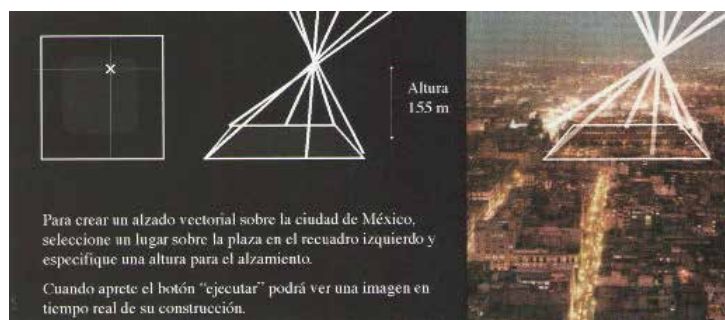 Altura
155 m
Para crear un alzado vectorial sobre la ciudad de México,
seleccione un lugar sobre la plaza en el recuadro izquierdo y
especifique una altura para el alzamiento.
Cuando aprete el botón “ejecutar” podrá ver una imagen en
tiempo real de su construcción.